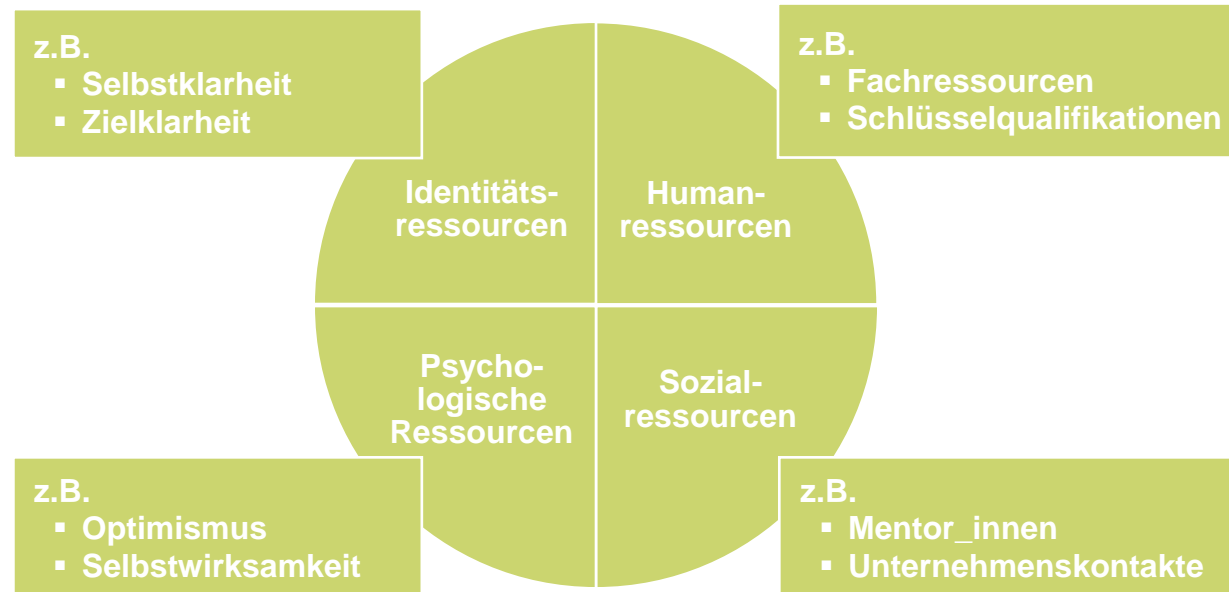 z.B.
▪ Selbstklarheit
▪ Zielklarheit
z.B.
▪ Fachressourcen
▪ Schlüsselqualifikationen
Identitäts-
ressourcen
Human-
ressourcen
Psycho-
logische
Ressourcen
Sozial-
ressourcen
z.B.
▪ Optimismus
▪ Selbstwirksamkeit
z.B.
▪ Mentor_innen
▪ Unternehmenskontakte